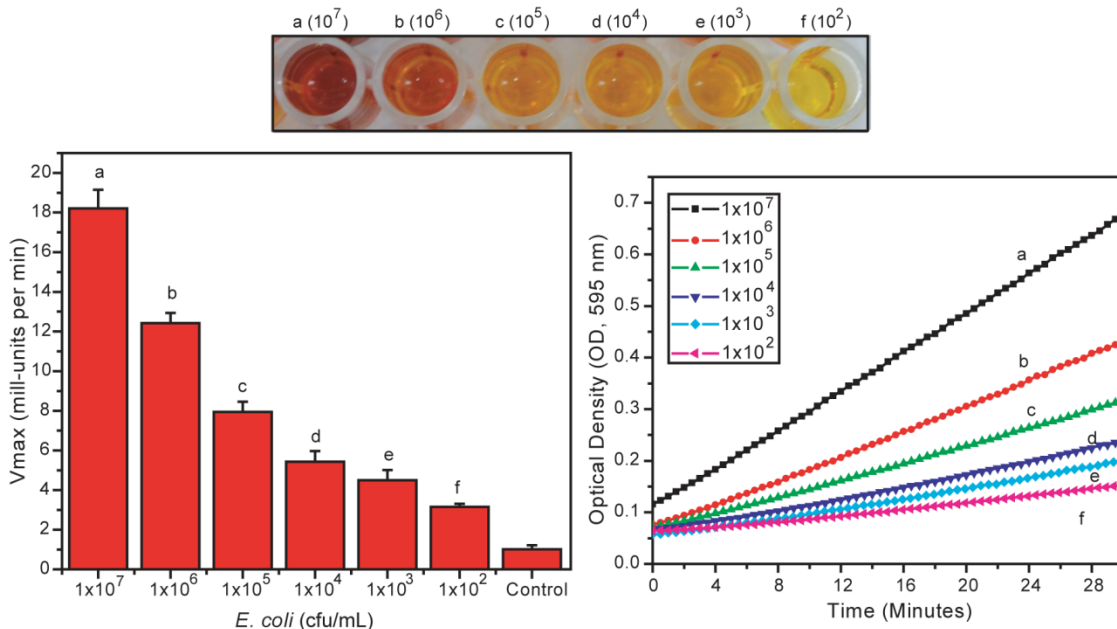 a (10⁷) b (10⁶) c (10⁵) d (10⁴) e (10³) f (10²)
Vmax (mill-units per min)
20
18
16
14
12
10
8
6
4
2
0
a
b
c
d
e
f
1x10⁷ 1x10⁶ 1x10⁵ 1x10⁴ 1x10³ 1x10² Control
E. coli (cfu/mL)
Optical Density (OD, 595 nm)
0.7
0.6
0.5
0.4
0.3
0.2
0.1
0.0
1x10⁷
1x10⁶
1x10⁵
1x10⁴
1x10³
1x10²
a
b
c
d
e
f
0 4 8 12 16 20 24 28
Time (Minutes)